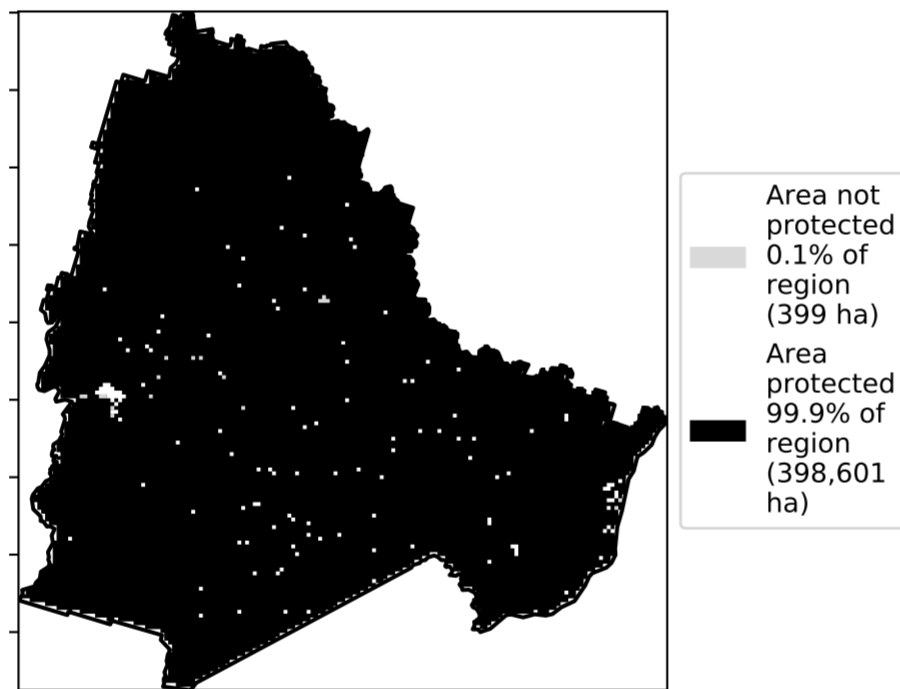 Area not
protected
0.1% of
region
(399 ha)
Area
protected
99.9% of
region
(398,601
ha)